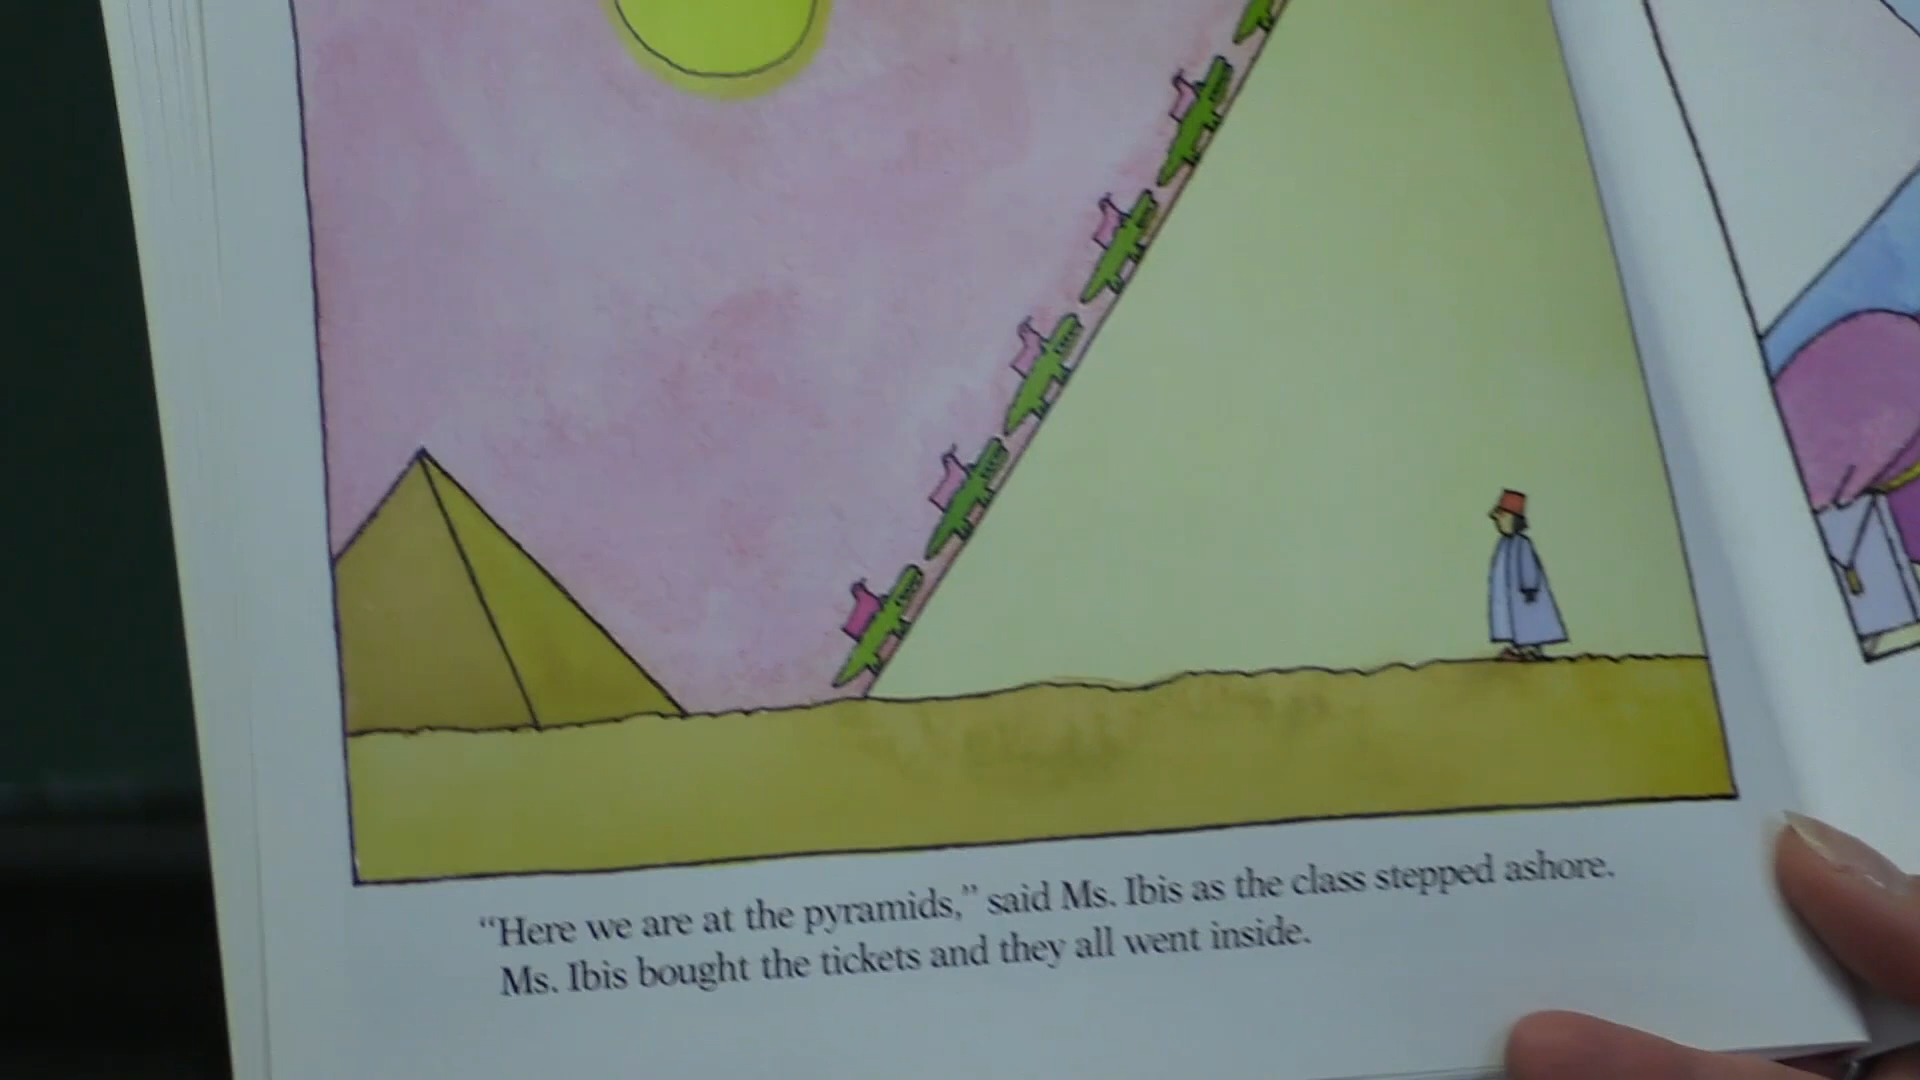 “Here we are at the pyramids,” said Ms. Ibis as the class stepped ashore.
Ms. Ibis bought the tickets and they all went inside.